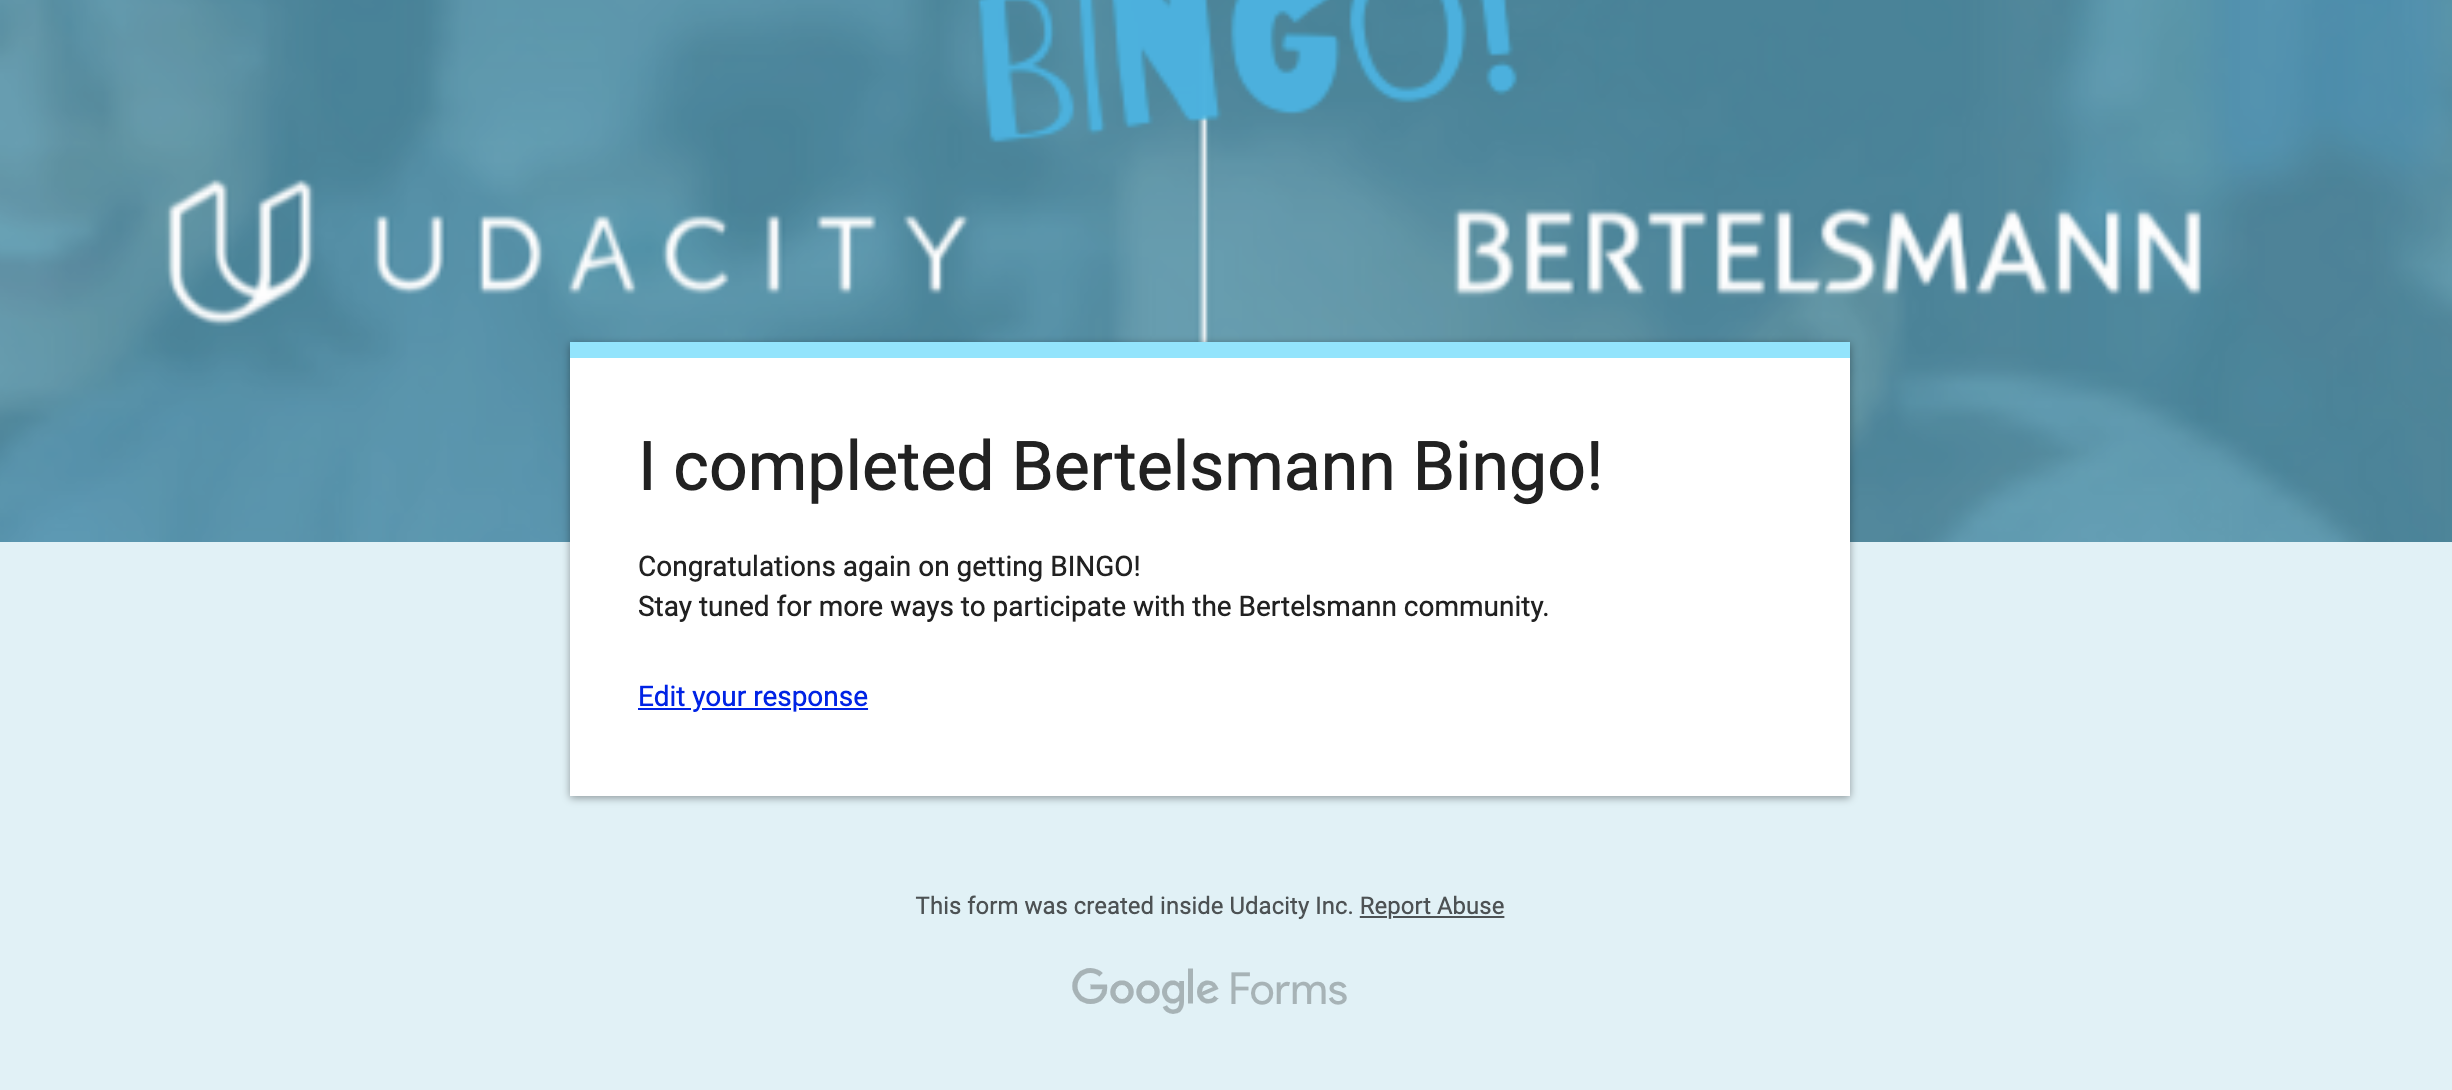 BINGO!
UDACITY
BERTELSMANN
I completed Bertelsmann Bingo!
Congratulations again on getting BINGO!
Stay tuned for more ways to participate with the Bertelsmann community.
Edit your response
This form was created inside Udacity Inc. Report Abuse
Google Forms